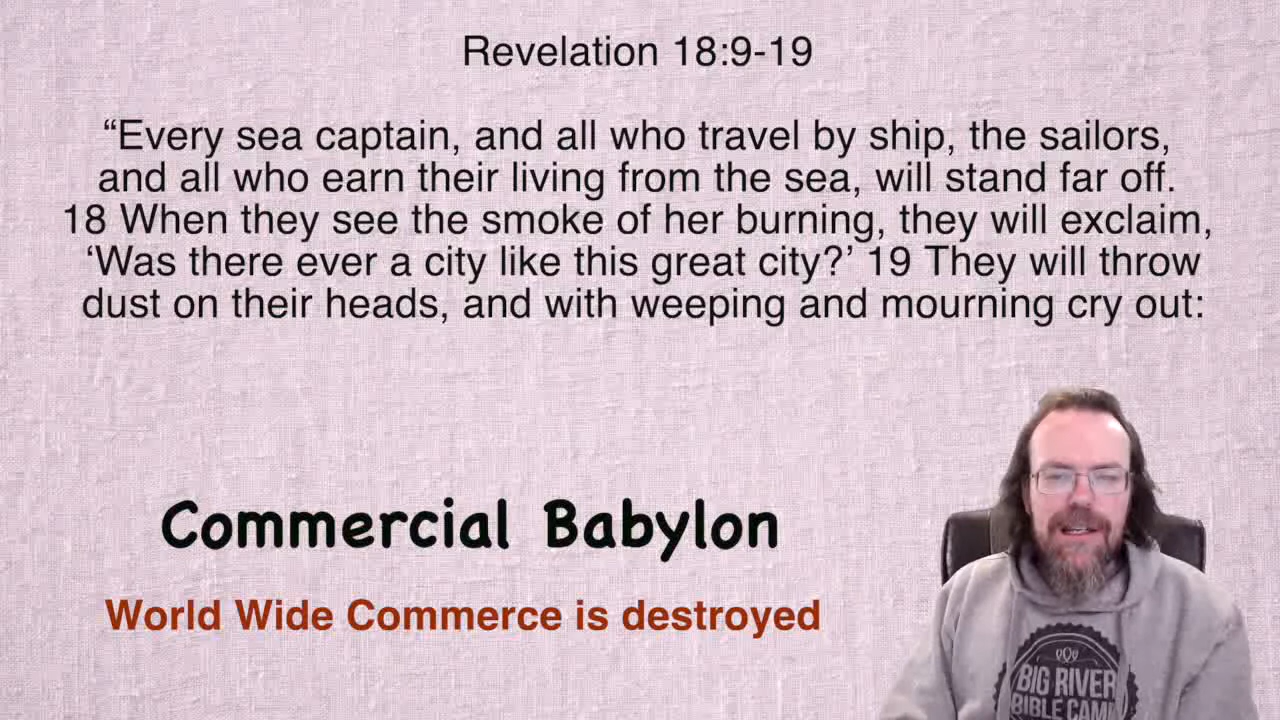 Revelation 18:9-19
“Every sea captain, and all who travel by ship, the sailors,
and all who earn their living from the sea, will stand far off.
18 When they see the smoke of her burning, they will exclaim,
‘Was there ever a city like this great city?’ 19 They will throw
dust on their heads, and with weeping and mourning cry out:
Commercial Babylon
World Wide Commerce is destroyed
BIG RIVER
BIBLE CAMP